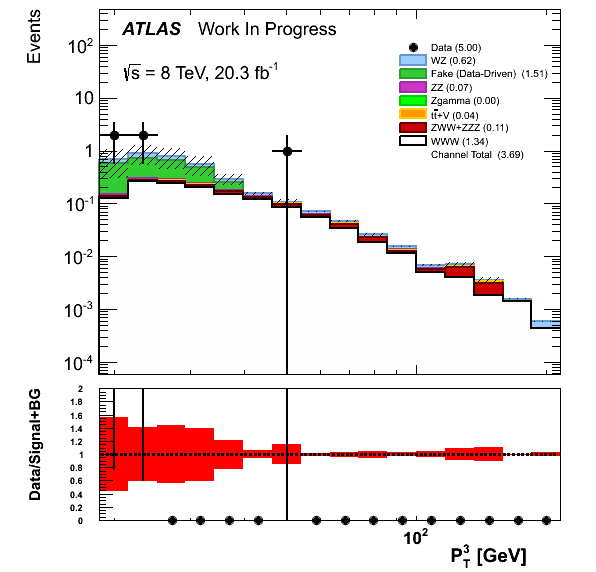 Events
10²
10
1
10⁻¹
10⁻²
10⁻³
10⁻⁴
ATLAS Work In Progress
√s = 8 TeV, 20.3 fb⁻¹
Data (5.00)
WZ (0.62)
Fake (Data-Driven) (1.51)
ZZ (0.07)
Zgamma (0.00)
tt̄+V (0.04)
ZWW+ZZZ (0.11)
WWW (1.34)
Channel Total (3.69)
Data/Signal+BG
2
1.8
1.6
1.4
1.2
1
0.8
0.6
0.4
0.2
0
10²
P³_T [GeV]